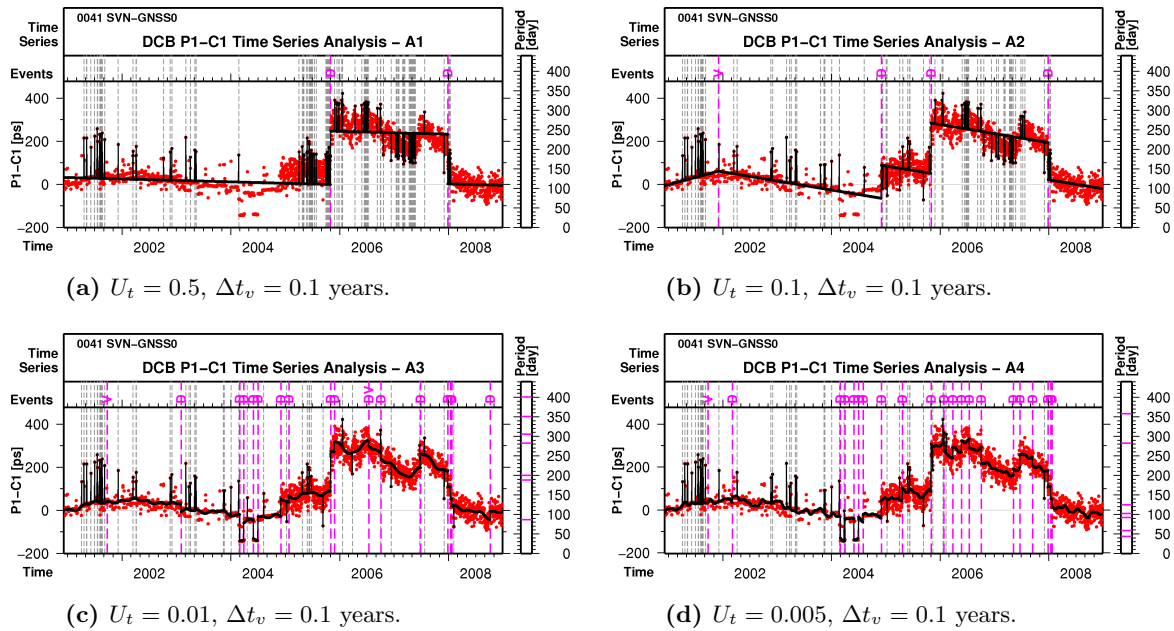 0041 SVN-GNSS0
Time
Series
DCB P1-C1 Time Series Analysis - A1
Period
[day]
Events
D D
P1-C1 [ps]
400
200
0
-200
400
350
300
250
200
150
100
50
0
Time
2002 2004 2006 2008
(a) U_t = 0.5, Δt_v = 0.1 years.
0041 SVN-GNSS0
Time
Series
DCB P1-C1 Time Series Analysis - A2
Period
[day]
Events
V D D D
P1-C1 [ps]
400
200
0
-200
400
350
300
250
200
150
100
50
0
Time
2002 2004 2006 2008
(b) U_t = 0.1, Δt_v = 0.1 years.
0041 SVN-GNSS0
Time
Series
DCB P1-C1 Time Series Analysis - A3
Period
[day]
Events
P1-C1 [ps]
400
200
0
-200
400
350
300
250
200
150
100
50
0
Time
2002 2004 2006 2008
(c) U_t = 0.01, Δt_v = 0.1 years.
0041 SVN-GNSS0
Time
Series
DCB P1-C1 Time Series Analysis - A4
Period
[day]
Events
P1-C1 [ps]
400
200
0
-200
400
350
300
250
200
150
100
50
0
Time
2002 2004 2006 2008
(d) U_t = 0.005, Δt_v = 0.1 years.